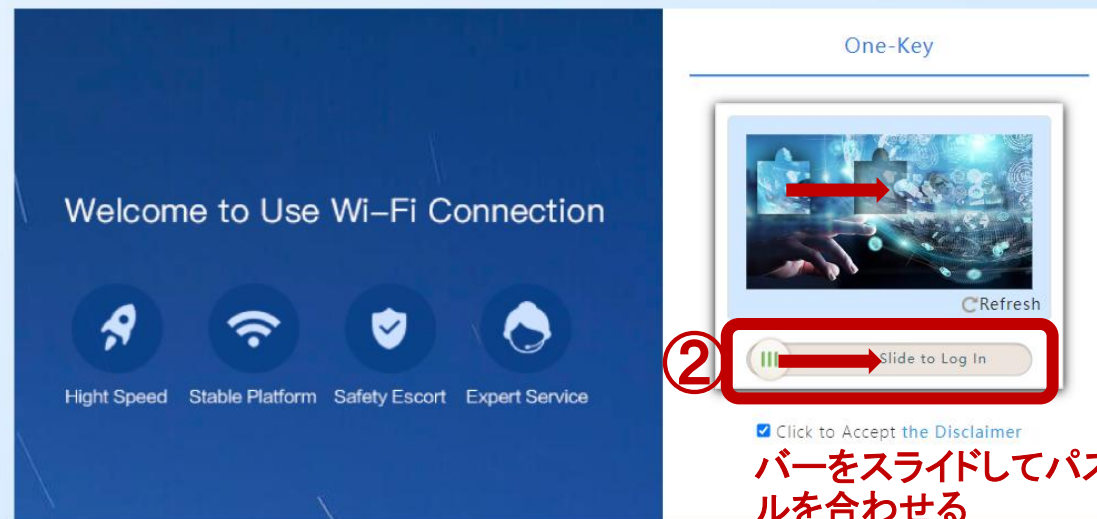 One-Key
Welcome to Use Wi-Fi Connection
Hight Speed
Stable Platform
Safety Escort
Expert Service
Refresh
②
Slide to Log In
Click to Accept the Disclaimer
バーをスライドしてパズ
ルを合わせる